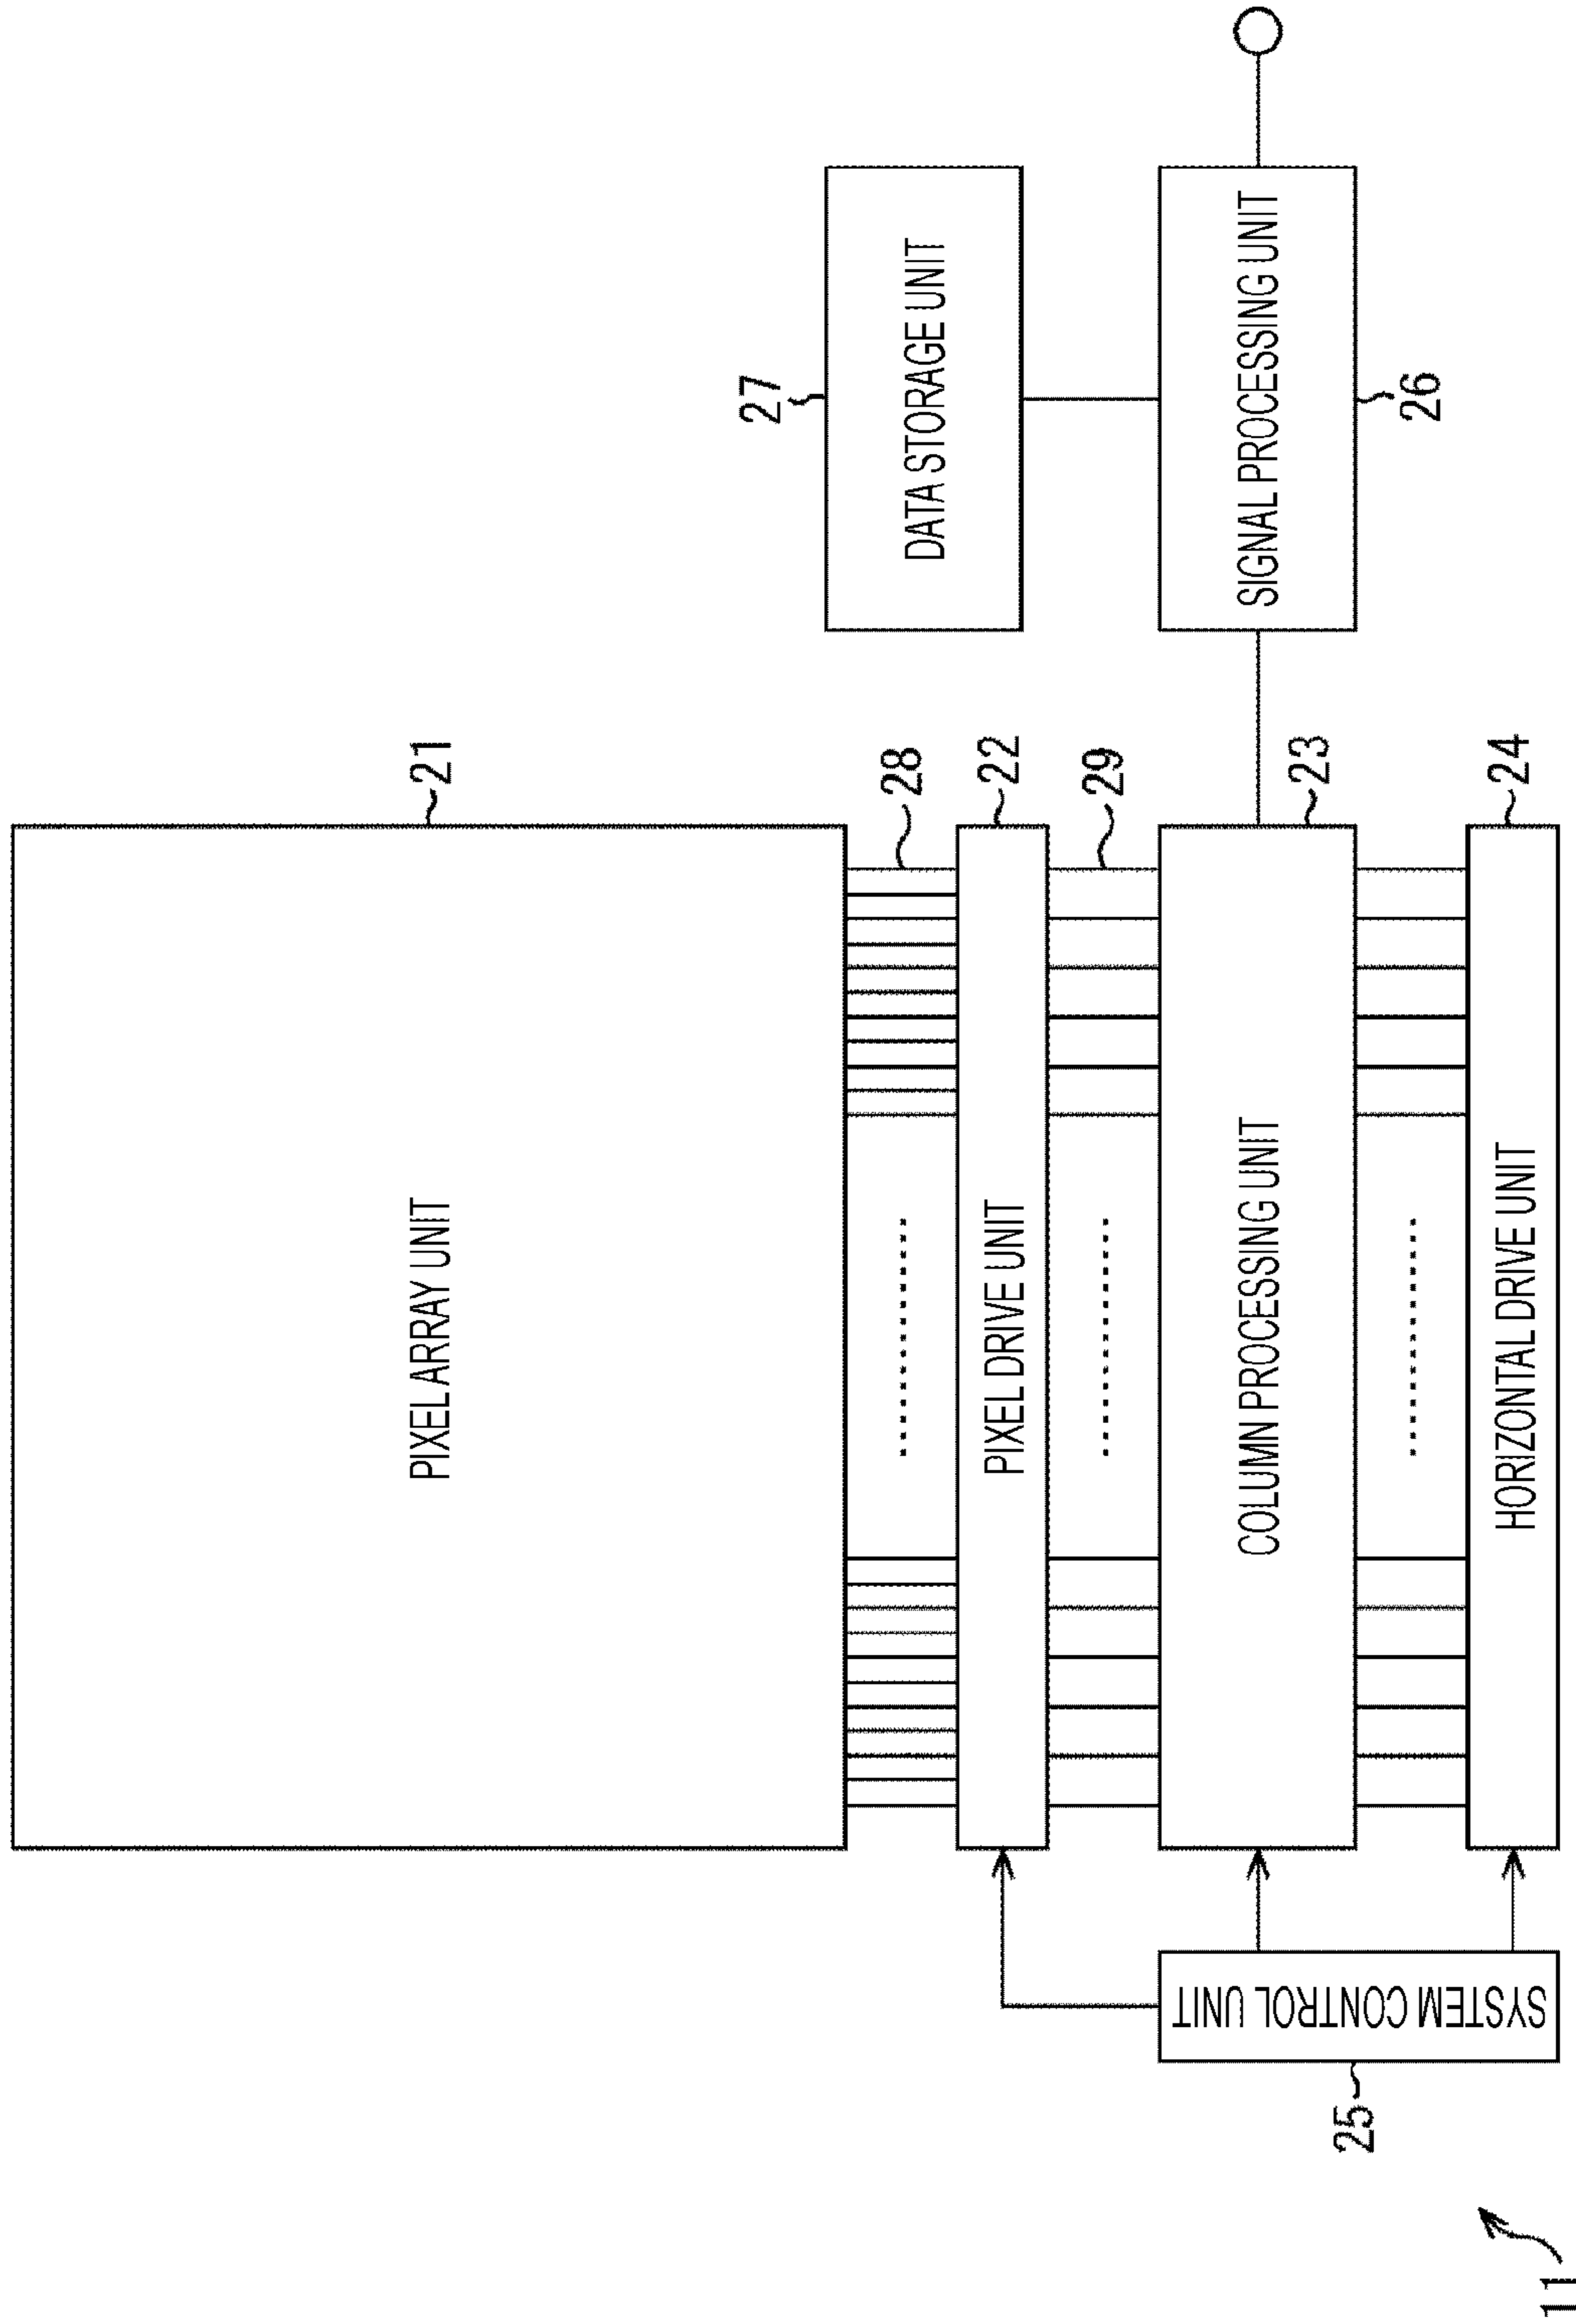 PIXEL ARRAY UNIT
21
28
PIXEL DRIVE UNIT
22
29
COLUMN PROCESSING UNIT
23
HORIZONTAL DRIVE UNIT
24
SYSTEM CONTROL UNIT
25
27
DATA STORAGE UNIT
SIGNAL PROCESSING UNIT
26
11